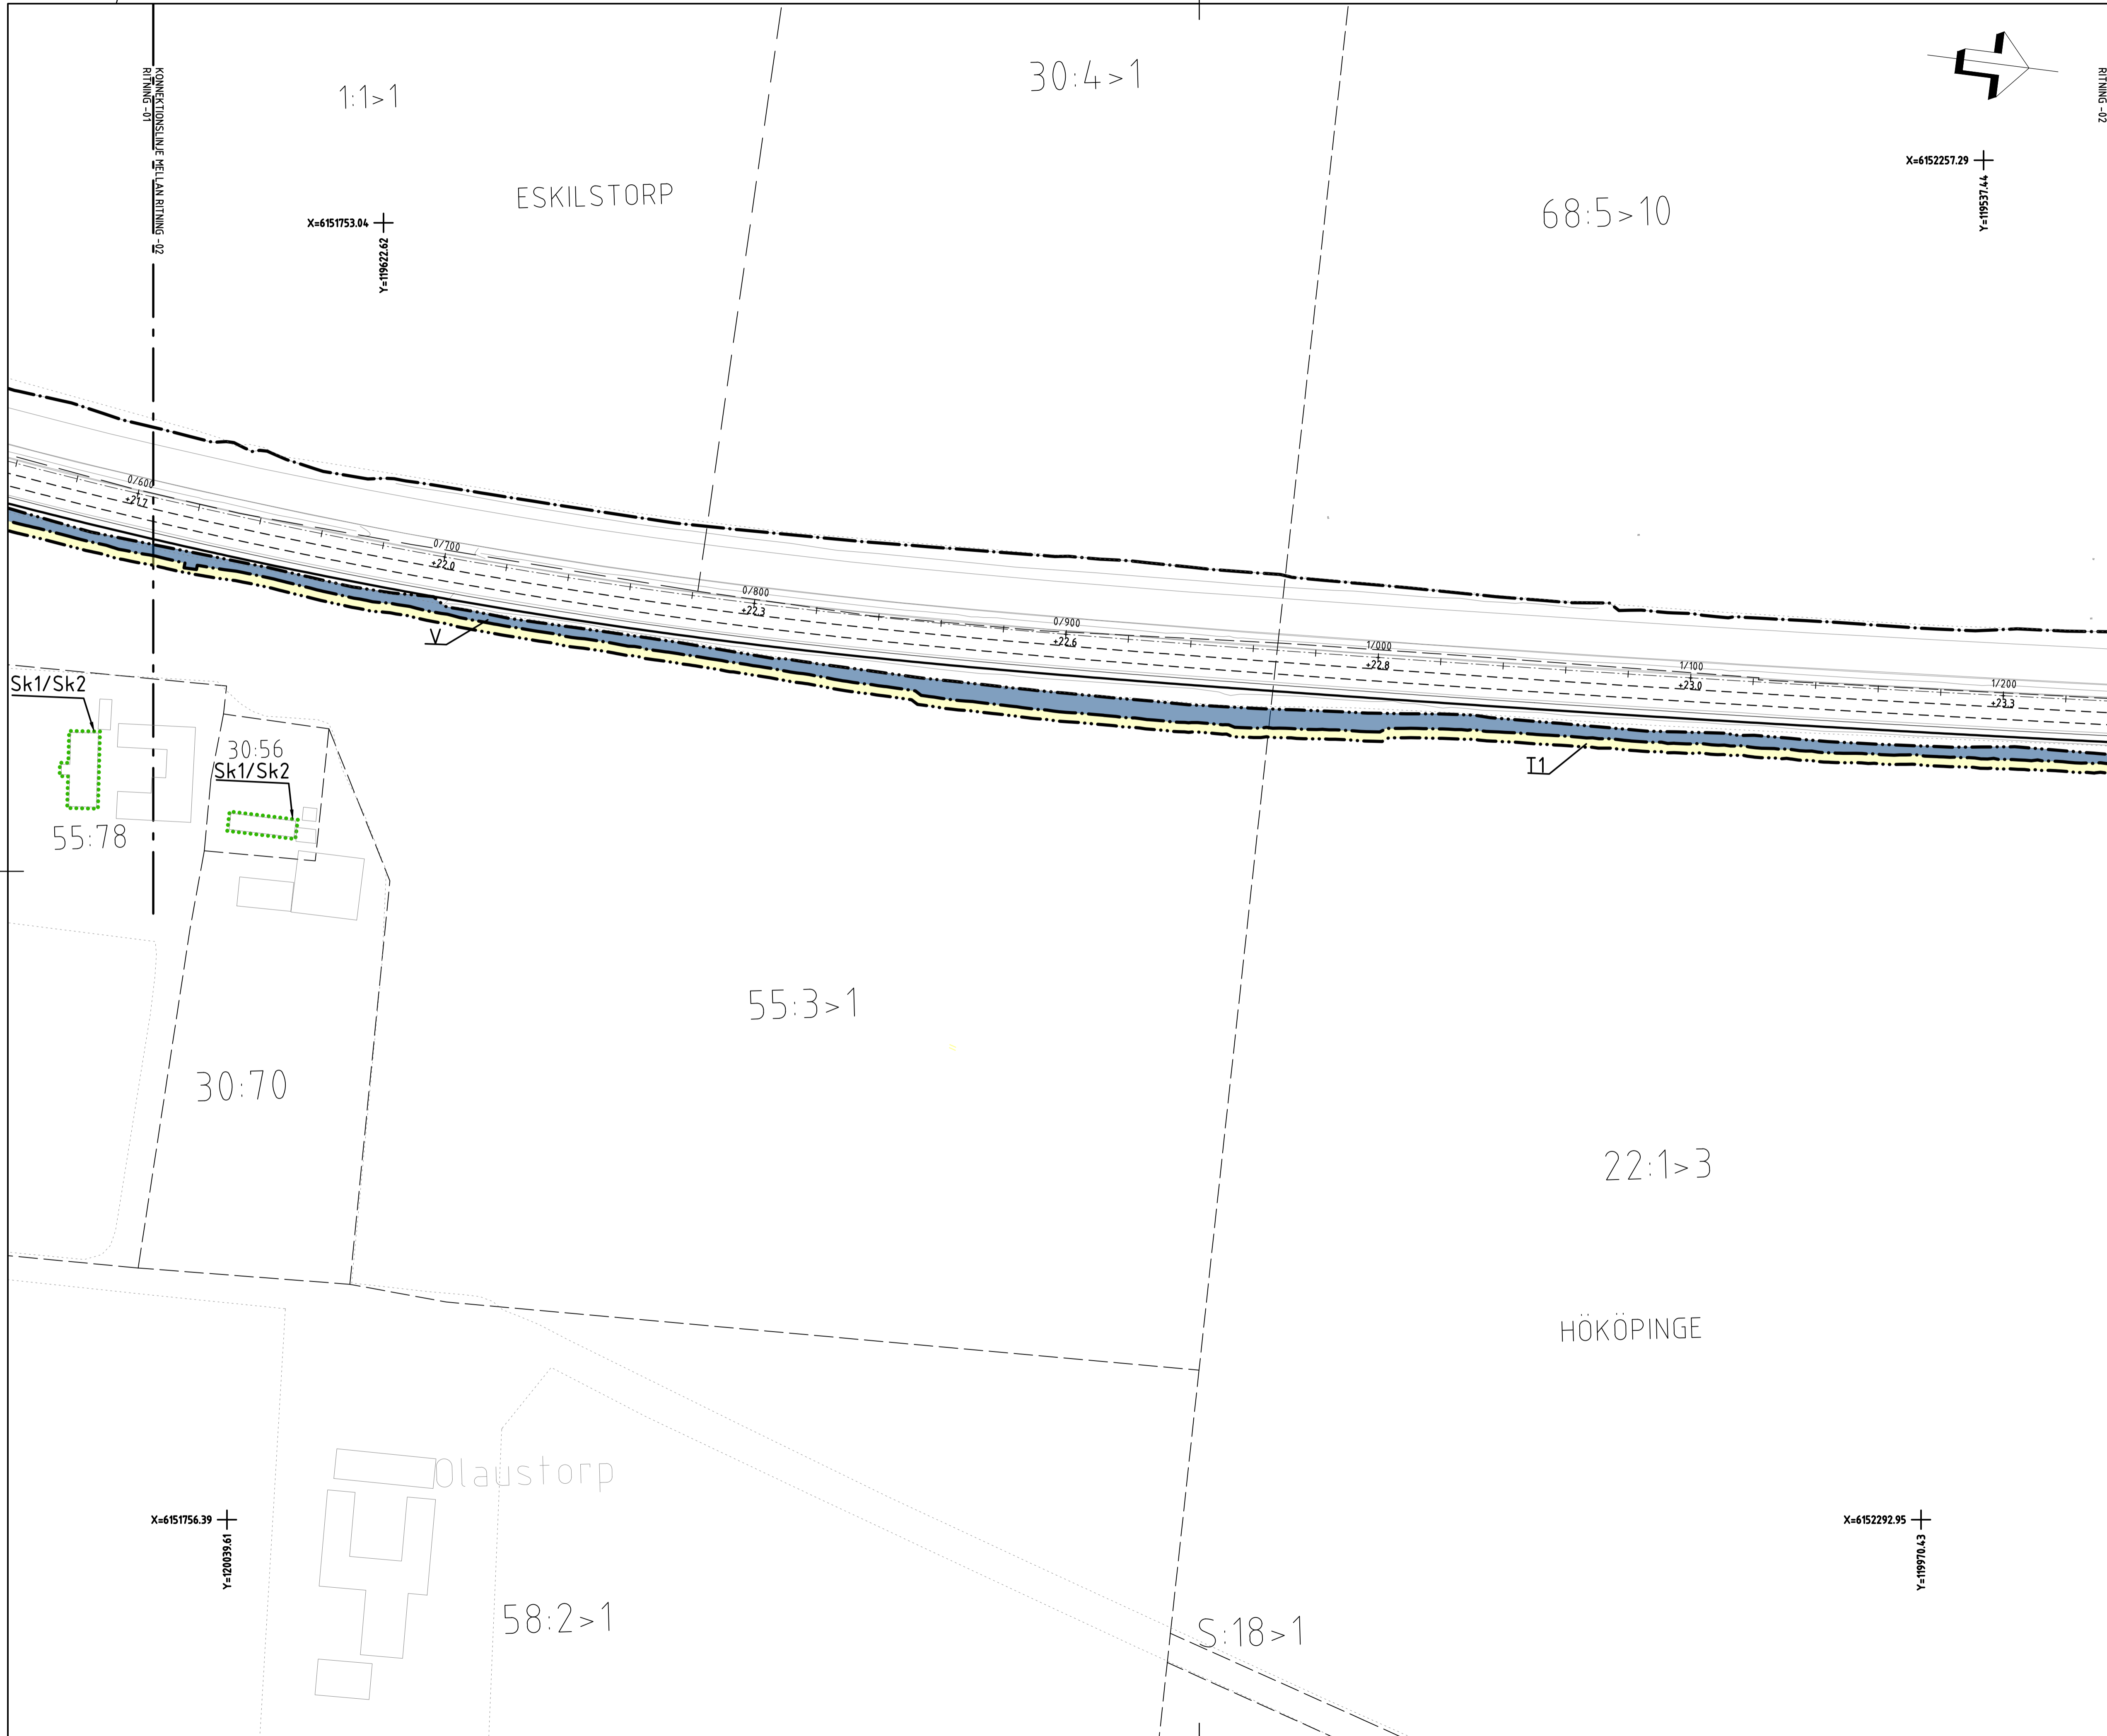 KONNEKTIONSLINJE MELLAN RITNING -02
RITNING -01
1:1>1
30:4>1
RITNING -02
X=6152257.29
Y=119537.44
ESKILSTORP
X=6151753.04
Y=119622.62
68:5>10
0/600
+21.7
0/700
+22.0
0/800
+22.3
0/900
+22.6
1/000
+22.8
1/100
+23.0
1/200
+23.3
V
T1
Sk1/Sk2
30:56
Sk1/Sk2
55:78
55:3>1
30:70
22:1>3
HÖKÖPINGE
Olaustorp
X=6151756.39
Y=120039.61
X=6152292.95
Y=119970.43
58:2>1
S:18>1